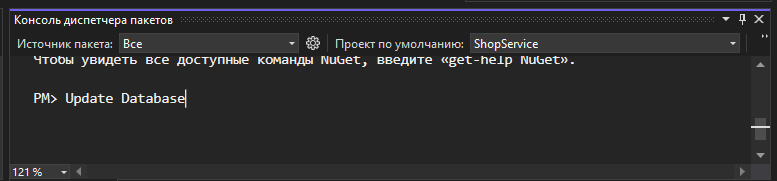 Консоль диспетчера пакетов
Источник пакета: Все Проект по умолчанию: ShopService
Чтобы увидеть все доступные команды NuGet, введите «get-help NuGet».
PM> Update Database
121 %